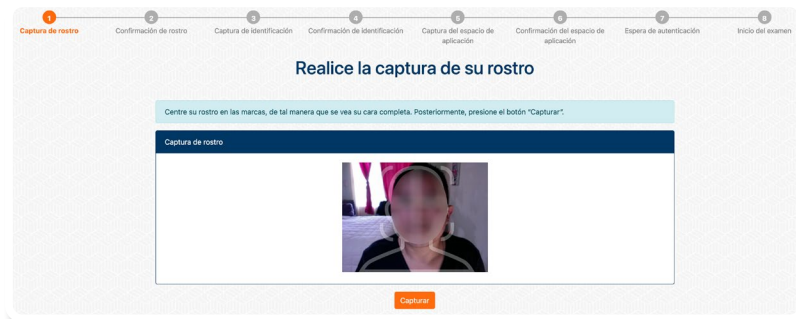 1 2 3 4 5 6 7 8
Captura de rostro Confirmación de rostro Captura de identificación Confirmación de identificación Captura del espacio de aplicación Confirmación del espacio de aplicación Espera de autenticación Inicio del examen
Realice la captura de su rostro
Centre su rostro en las marcas, de tal manera que se vea su cara completa. Posteriormente, presione el botón "Capturar".
Captura de rostro
Capturar